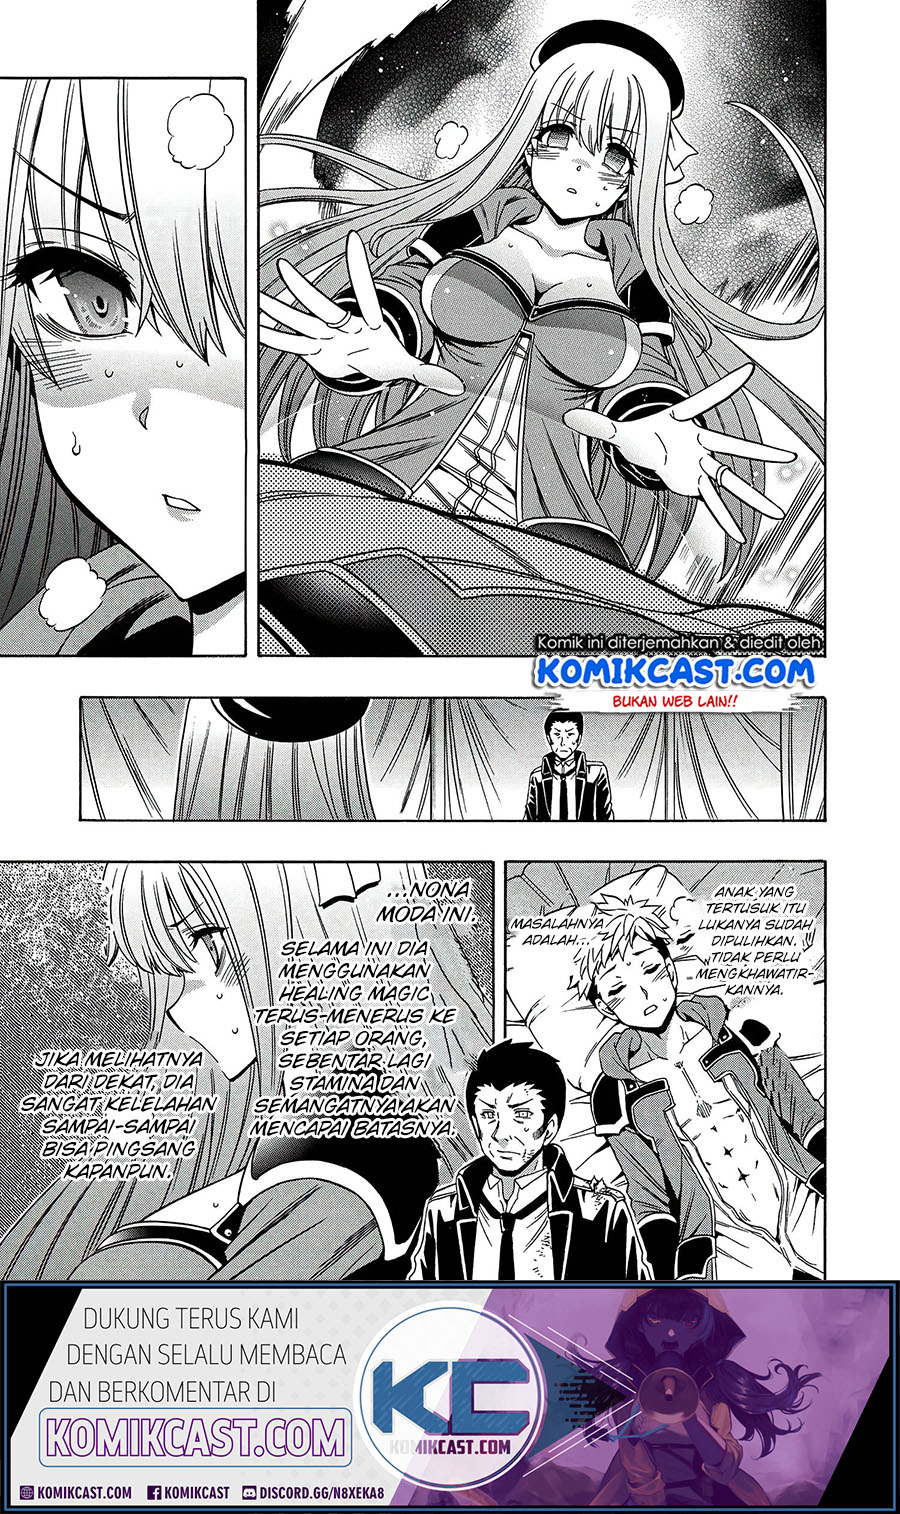 Komik ini diterjemahkan & diedit oleh
KOMIKCAST.COM
BUKAN WEB LAIN!!
ANAK YANG
TERTUSUK ITU
LUKANYA SUDAH
DIPULIHKAN.
TIDAK PERLU
MENGKHAWATIR-
KANNYA.
MASALAHNYA
ADALAH...
...NONA
MODA INI.
SELAMA INI DIA
MENGGUNAKAN
HEALING MAGIC
TERUS-MENERUS KE
SETIAP ORANG,
SEBENTAR LAGI
STAMINA DAN
SEMANGATNYA AKAN
MENCAPAI BATASNYA.
JIKA MELIHATNYA
DARI DEKAT, DIA
SANGAT KELELAHAN
SAMPAI-SAMPAI
BISA PINGSANG
KAPANPUN.
DUKUNG TERUS KAMI
DENGAN SELALU MEMBACA
DAN BERKOMENTAR DI
KOMIKCAST.COM
KC
KOMIKCAST.COM
KOMIKCAST.COM KOMIKCAST DISCORD.GG/N8XEKA8